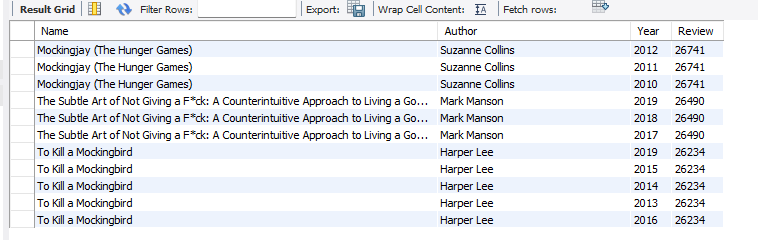 Result Grid Filter Rows: Export: Wrap Cell Content: Fetch rows:
Name Author Year Review
Mockingjay (The Hunger Games) Suzanne Collins 2012 26741
Mockingjay (The Hunger Games) Suzanne Collins 2011 26741
Mockingjay (The Hunger Games) Suzanne Collins 2010 26741
The Subtle Art of Not Giving a F*ck: A Counterintuitive Approach to Living a Go... Mark Manson 2019 26490
The Subtle Art of Not Giving a F*ck: A Counterintuitive Approach to Living a Go... Mark Manson 2018 26490
The Subtle Art of Not Giving a F*ck: A Counterintuitive Approach to Living a Go... Mark Manson 2017 26490
To Kill a Mockingbird Harper Lee 2019 26234
To Kill a Mockingbird Harper Lee 2015 26234
To Kill a Mockingbird Harper Lee 2014 26234
To Kill a Mockingbird Harper Lee 2013 26234
To Kill a Mockingbird Harper Lee 2016 26234